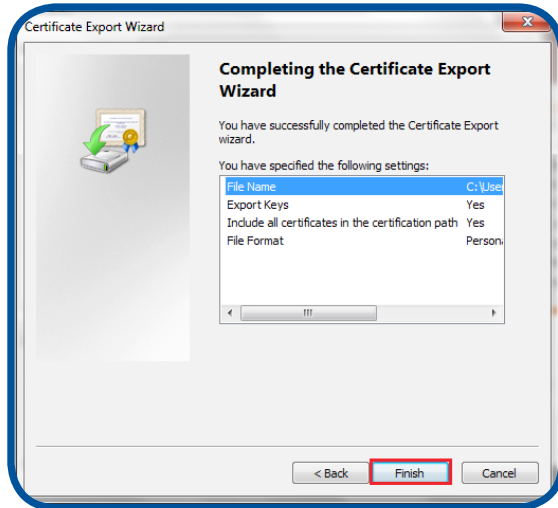 Certificate Export Wizard
Completing the Certificate Export
Wizard
You have successfully completed the Certificate Export
wizard.
You have specified the following settings:
File Name C:\User
Export Keys Yes
Include all certificates in the certification path Yes
File Format Persona
< Back Finish Cancel